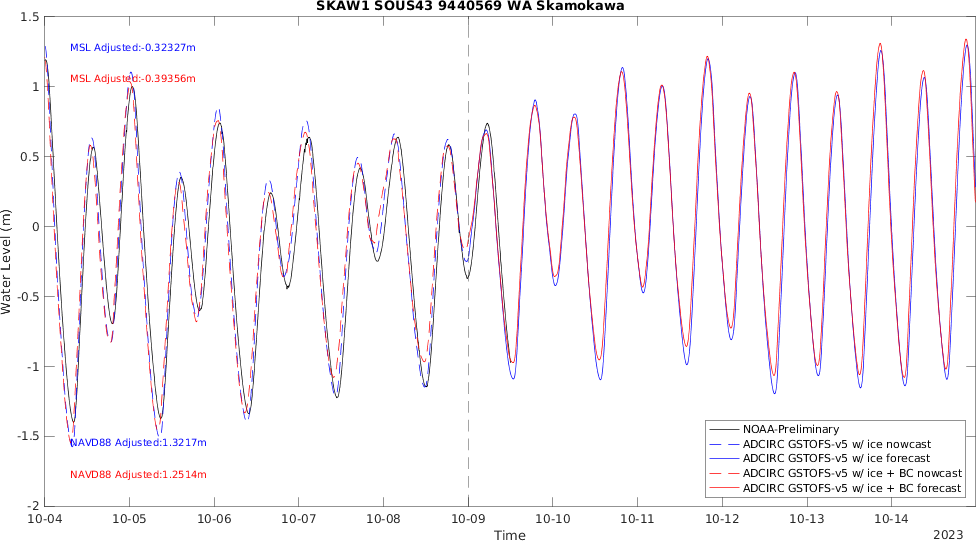 SKAW1 SOUS43 9440569 WA Skamokawa
1.5
1
0.5
0
-0.5
-1
-1.5
-2
Water Level (m)
MSL Adjusted:-0.32327m
MSL Adjusted:-0.39356m
NAVD88 Adjusted:1.3217m
NAVD88 Adjusted:1.2514m
NOAA-Preliminary
ADCIRC GSTOFS-v5 w/ ice nowcast
ADCIRC GSTOFS-v5 w/ ice forecast
ADCIRC GSTOFS-v5 w/ ice + BC nowcast
ADCIRC GSTOFS-v5 w/ ice + BC forecast
10-04 10-05 10-06 10-07 10-08 10-09 10-10 10-11 10-12 10-13 10-14
Time
2023